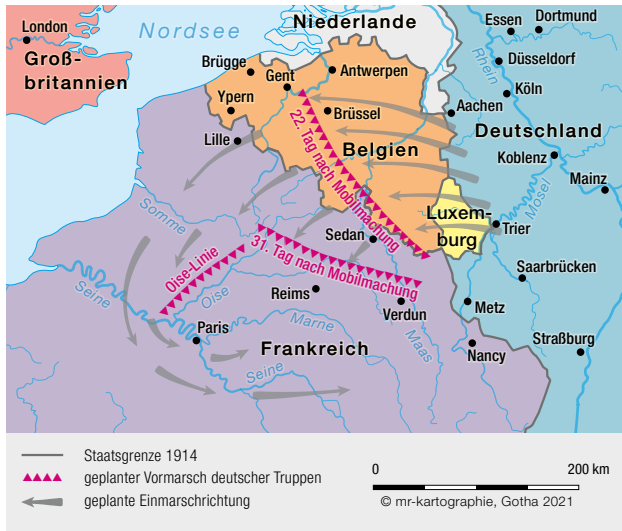 London
Groß-
britannien
Nordsee
Niederlande
Essen
Dortmund
Düsseldorf
Rhein
Köln
Brügge
Gent
Antwerpen
Ypern
Brüssel
Aachen
Lille
22. Tag nach Mobilmachung
Belgien
Deutschland
Koblenz
Mainz
Mosel
Luxem-
burg
Trier
Somme
Sedan
Oise-Linie
31. Tag nach Mobilmachung
Saarbrücken
Seine
Oise
Reims
Verdun
Metz
Paris
Marne
Maas
Nancy
Straßburg
Frankreich
Seine
Staatsgrenze 1914
geplanter Vormarsch deutscher Truppen
geplante Einmarschrichtung
0
200 km
© mr-kartographie, Gotha 2021